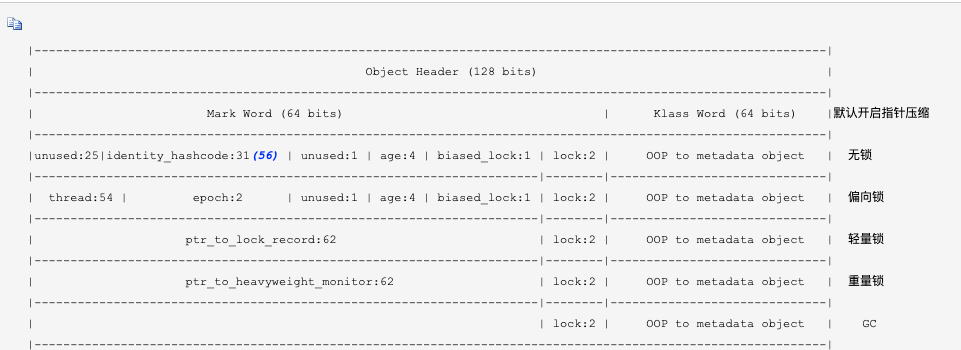 |------------------------------------------------------------------------------------------------------------|
| Object Header (128 bits) |
|------------------------------------------------------------------------------------------------------------|
| Mark Word (64 bits) | Klass Word (64 bits) | 默认开启指针压缩
|------------------------------------------------------------------------------------------------------------|
|unused:25|identity_hashcode:31(56) | unused:1 | age:4 | biased_lock:1 | lock:2 | OOP to metadata object | 无锁
|----------------------------------------------------------------------|--------|------------------------------|
| thread:54 | epoch:2 | unused:1 | age:4 | biased_lock:1 | lock:2 | OOP to metadata object | 偏向锁
|----------------------------------------------------------------------|--------|------------------------------|
| ptr_to_lock_record:62 | lock:2 | OOP to metadata object | 轻量锁
|----------------------------------------------------------------------|--------|------------------------------|
| ptr_to_heavyweight_monitor:62 | lock:2 | OOP to metadata object | 重量锁
|----------------------------------------------------------------------|--------|------------------------------|
| | lock:2 | OOP to metadata object | GC
|------------------------------------------------------------------------------------------------------------|